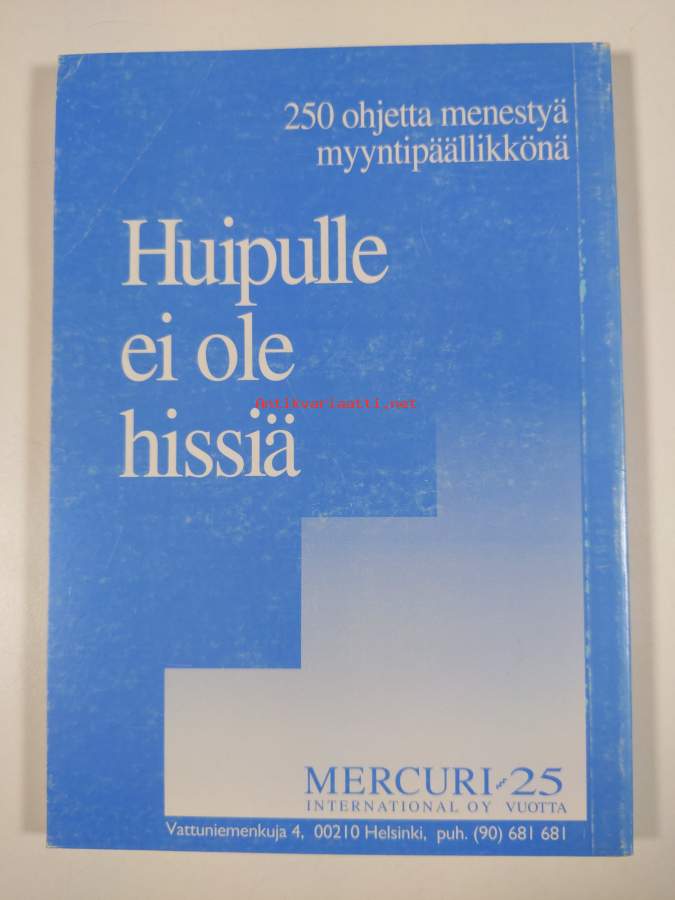 250 ohjetta menestyä
myyntipäällikkönä
Huipulle
ei ole
hissiä
Antikvariaatti.net
MERCURI 25
INTERNATIONAL OY VUOTTA
Vattuniemenkuja 4, 00210 Helsinki, puh. (90) 681 681